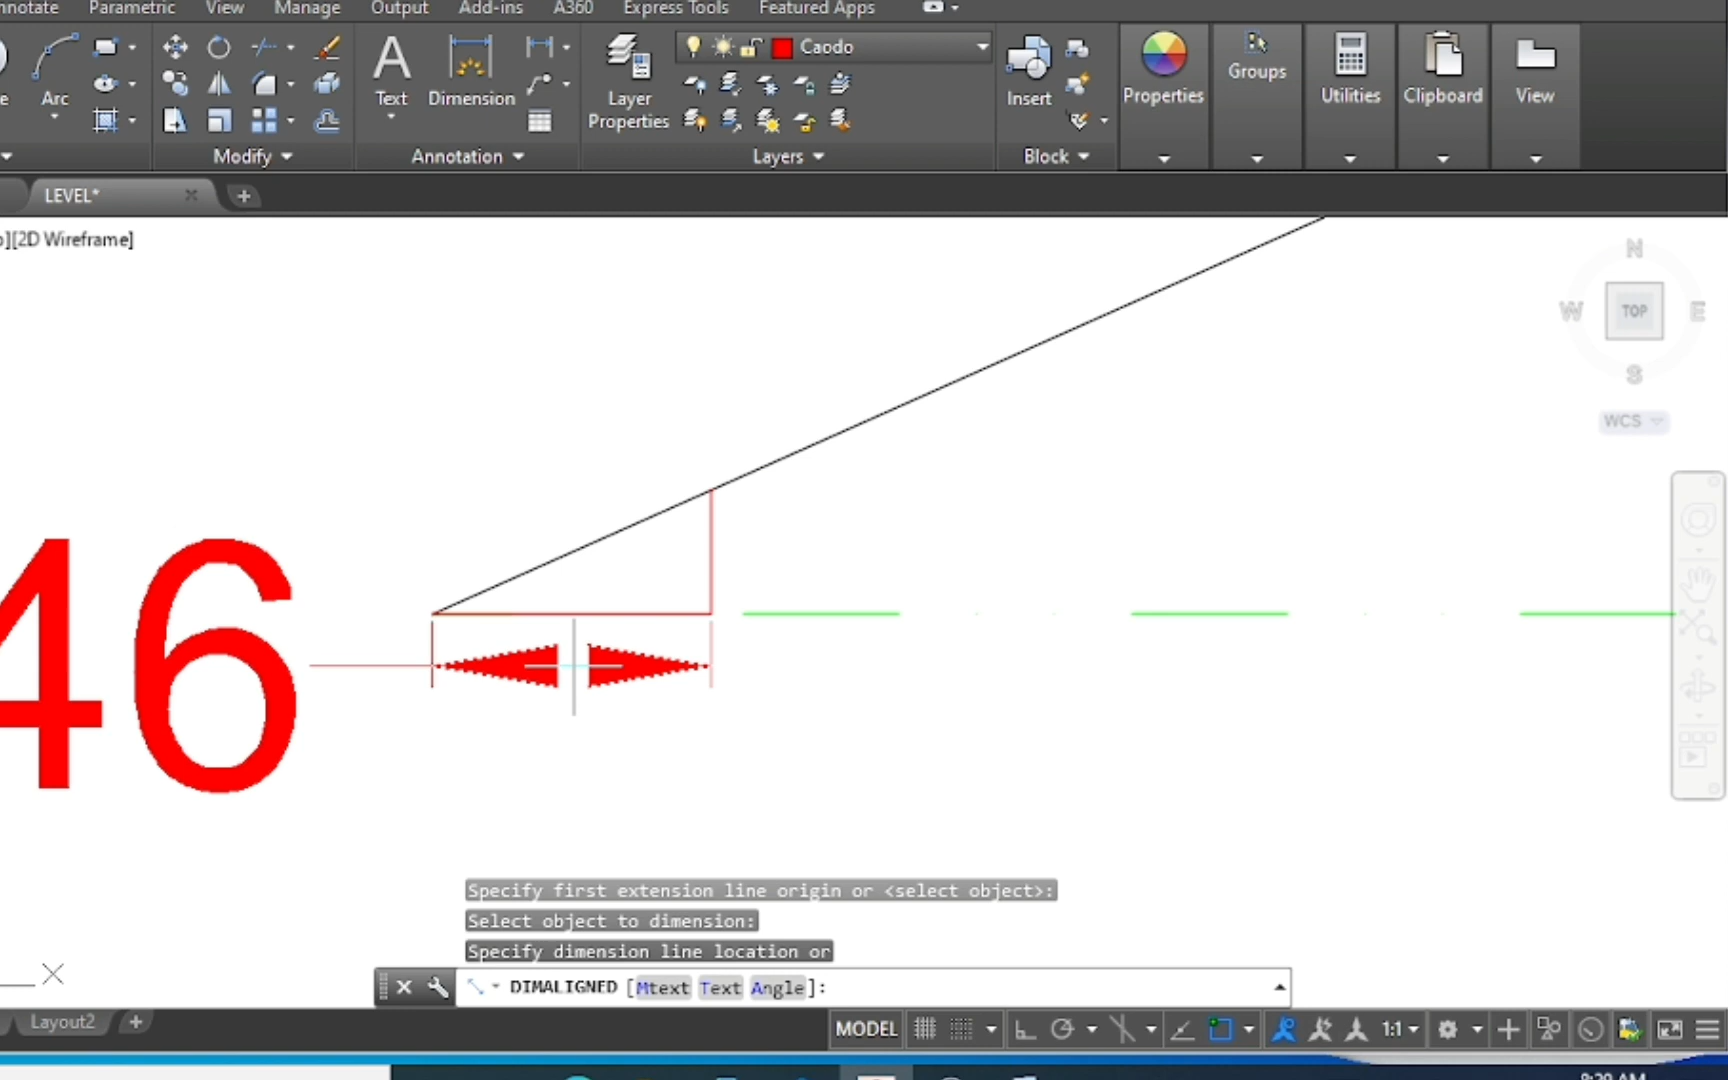 nnotate Parametric View Manage Output Add-ins A360 Express Tools Featured Apps
Caodo
e Arc Text Dimension Layer Properties Insert Properties Groups Utilities Clipboard View
Modify Annotation Layers Block
LEVEL*
][2D Wireframe]
N
W TOP E
S
WCS
46
Specify first extension line origin or <select object>:
Select object to dimension:
Specify dimension line location or
DIMALIGNED [Mtext Text Angle]:
Layout2
MODEL 1:1